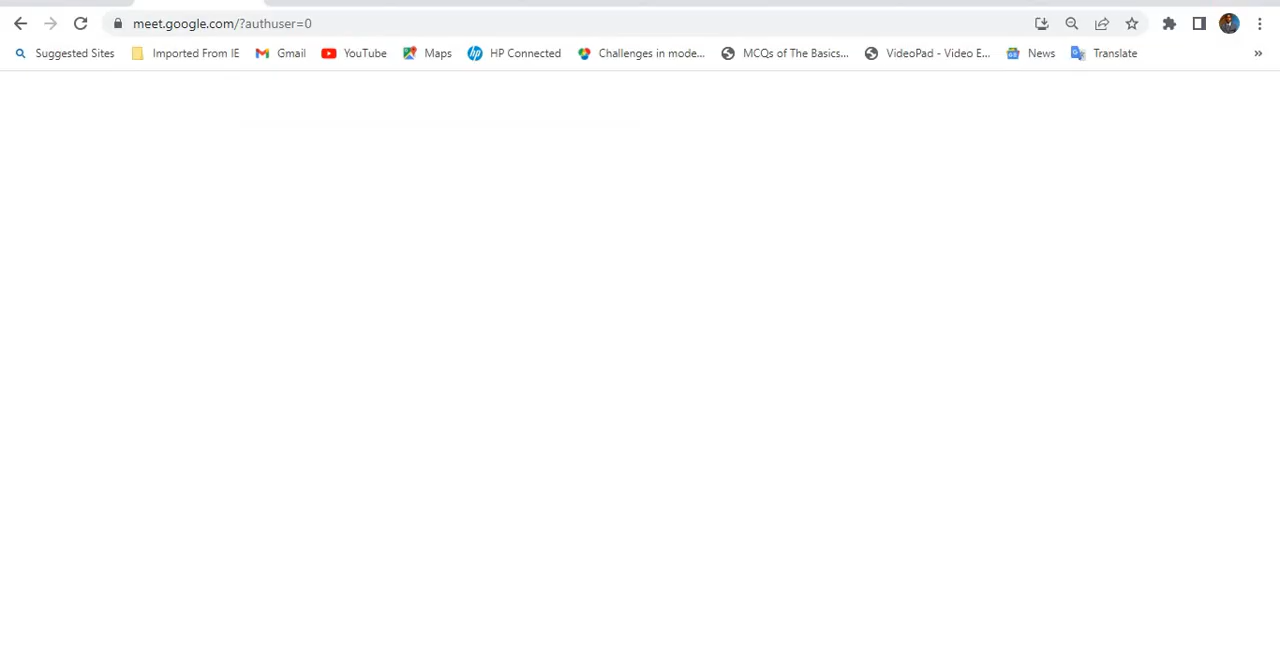 meet.google.com/?authuser=0
Suggested Sites Imported From IE Gmail YouTube Maps HP Connected Challenges in mode... MCQs of The Basics... VideoPad - Video E... News Translate »